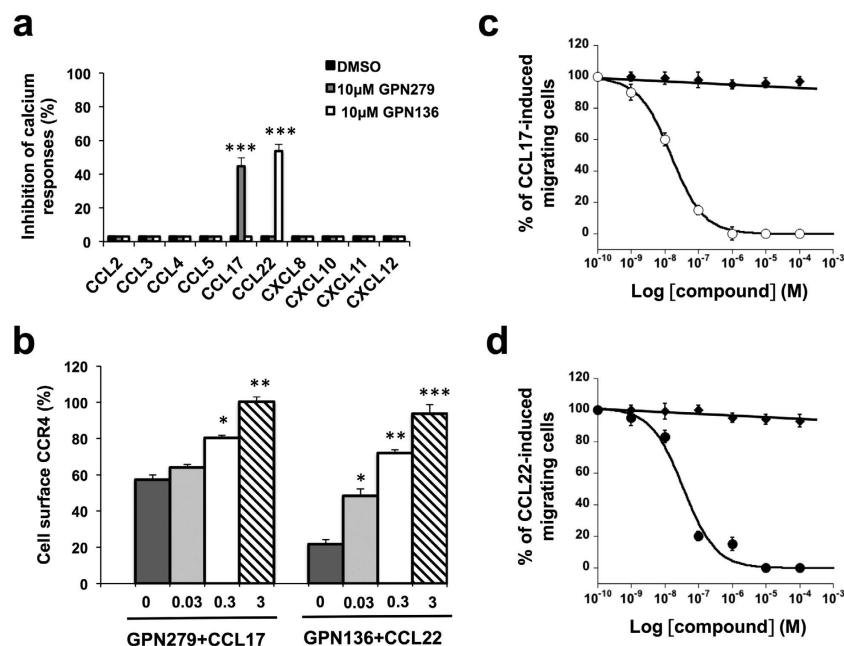 a
Inhibition of calcium
responses (%)
100
80
60
40
20
0
DMSO
10μM GPN279
10μM GPN136
***
***
CCL2
CCL3
CCL4
CCL5
CCL17
CCL22
CXCL8
CXCL10
CXCL11
CXCL12
b
Cell surface CCR4 (%)
120
100
80
60
40
20
0
*
**
*
**
***
0 0.03 0.3 3 0 0.03 0.3 3
GPN279+CCL17 GPN136+CCL22
c
% of CCL17-induced
migrating cells
120
100
80
60
40
20
0
10⁻¹⁰ 10⁻⁹ 10⁻⁸ 10⁻⁷ 10⁻⁶ 10⁻⁵ 10⁻⁴ 10⁻³
Log [compound] (M)
d
% of CCL22-induced
migrating cells
120
100
80
60
40
20
0
10⁻¹⁰ 10⁻⁹ 10⁻⁸ 10⁻⁷ 10⁻⁶ 10⁻⁵ 10⁻⁴ 10⁻³
Log [compound] (M)